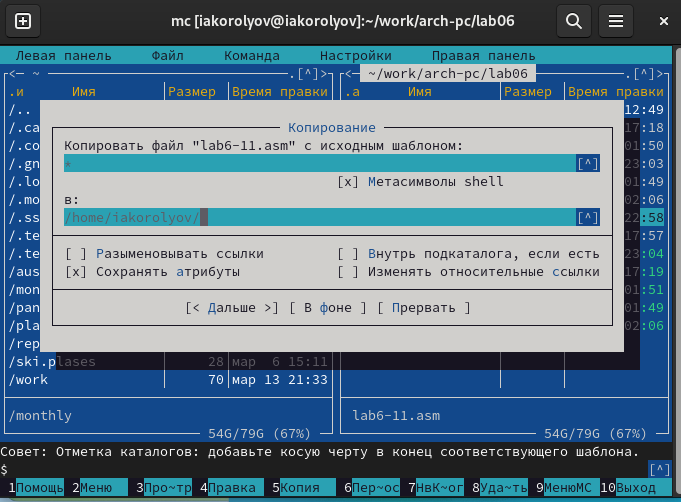 mc [iakorolyov@iakorolyov]:~/work/arch-pc/lab06
Левая панель Файл Команда Настройки Правая панель
<— ~ .[^]> <— ~/work/arch-pc/lab06 .[^]>
.и Имя Размер Время правки .а Имя Размер Время правки
/.. 12:49
/.ca 17:18
Копирование
/.co Копировать файл "lab6-11.asm" с исходным шаблоном: 01:50
/.gn * [^] 23:03
/.lo [x] Метасимволы shell 01:49
/.mo в: 02:06
/.ss /home/iakorolyov/ [^] 22:58
/.te 17:57
/.te [ ] Разыменовывать ссылки [ ] Внутрь подкаталога, если есть 23:04
/aus [x] Сохранять атрибуты [ ] Изменять относительные ссылки 17:19
/mon 01:51
/pan [< Дальше >] [ В фоне ] [ Прервать ] 01:49
/pla 02:06
/rep
/ski.plases 28 мар 6 15:11
/work 70 мар 13 21:33
/monthly lab6-11.asm
54G/79G (67%) 54G/79G (67%)
Совет: Отметка каталогов: добавьте косую черту в конец соответствующего шаблона.
$ [^]
1Помощь 2Меню 3Про~тр 4Правка 5Копия 6Пер~ос 7НвК~ог 8Уда~ть 9МенюMC 10Выход